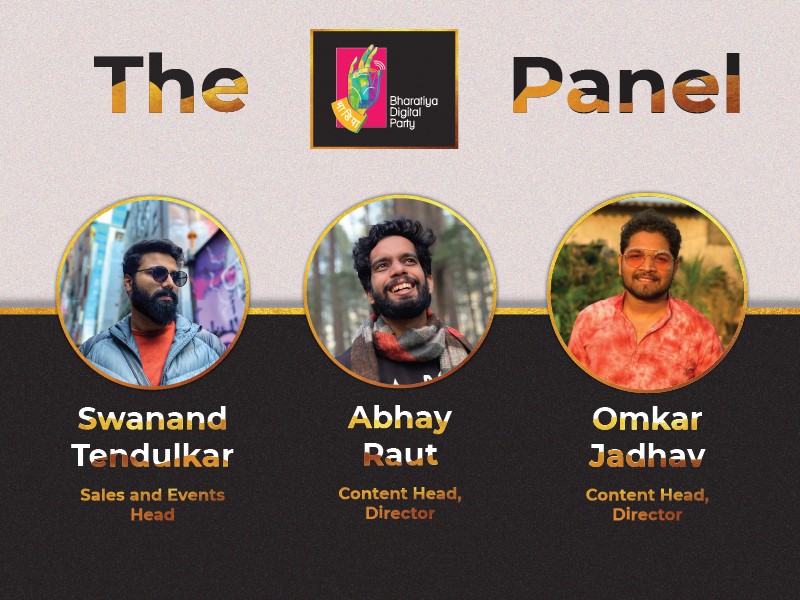 The Panel
भाडिपा
Bharatiya
Digital
Party
Swanand
Tendulkar
Sales and Events
Head
Abhay
Raut
Content Head,
Director
Omkar
Jadhav
Content Head,
Director